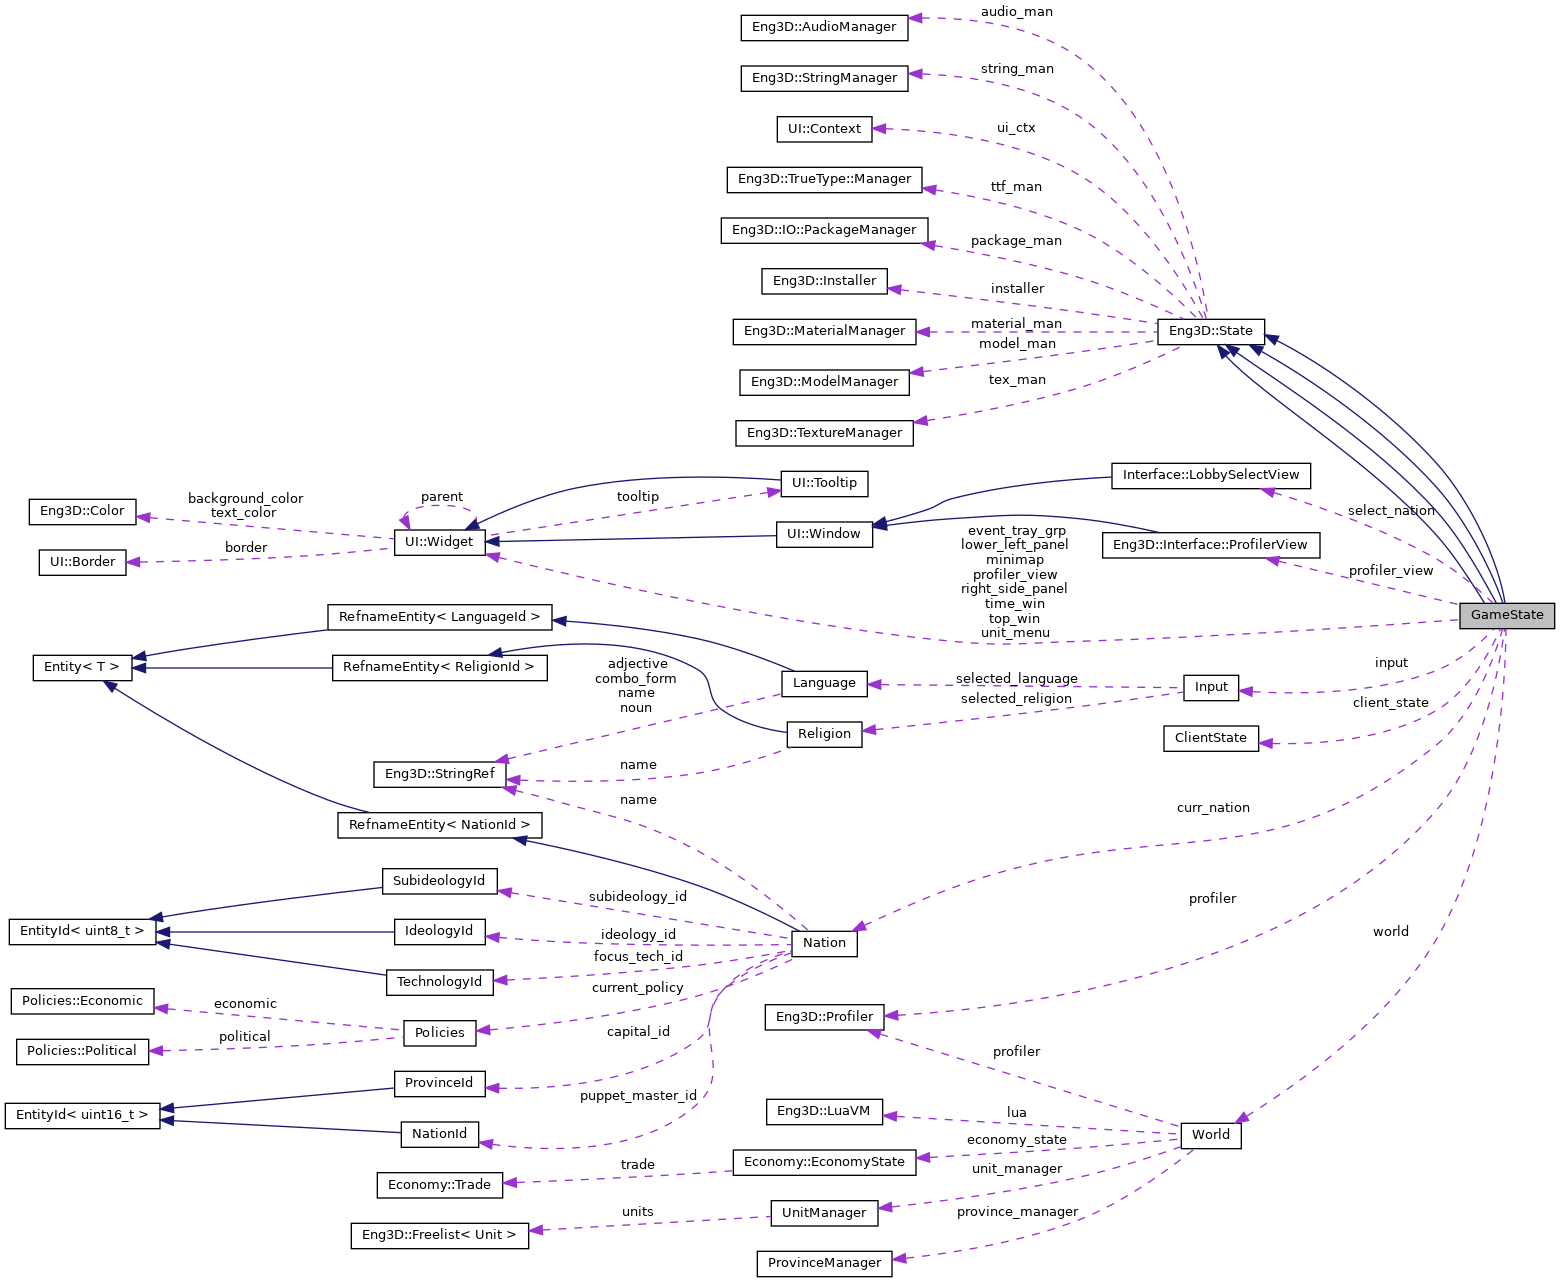 audio_man
Eng3D::AudioManager
string_man
Eng3D::StringManager
ui_ctx
UI::Context
ttf_man
Eng3D::TrueType::Manager
package_man
Eng3D::IO::PackageManager
installer
Eng3D::Installer
material_man
Eng3D::MaterialManager
Eng3D::State
model_man
Eng3D::ModelManager
tex_man
Eng3D::TextureManager
Interface::LobbySelectView
UI::Tooltip
parent
tooltip
background_color
text_color
Eng3D::Color
select_nation
UI::Window
UI::Widget
Eng3D::Interface::ProfilerView
border
UI::Border
event_tray_grp
lower_left_panel
minimap
profiler_view
right_side_panel
time_win
top_win
unit_menu
profiler_view
GameState
RefnameEntity< LanguageId >
Entity< T >
RefnameEntity< ReligionId >
adjective
combo_form
name
noun
Language
selected_language
selected_religion
Input
input
client_state
Religion
ClientState
name
Eng3D::StringRef
name
curr_nation
RefnameEntity< NationId >
SubideologyId
subideology_id
profiler
EntityId< uint8_t >
IdeologyId
ideology_id
Nation
world
TechnologyId
focus_tech_id
current_policy
Policies::Economic
economic
Eng3D::Profiler
Policies
political
capital_id
Policies::Political
profiler
ProvinceId
puppet_master_id
EntityId< uint16_t >
Eng3D::LuaVM
lua
NationId
World
economy_state
Economy::EconomyState
trade
Economy::Trade
unit_manager
UnitManager
units
province_manager
Eng3D::Freelist< Unit >
ProvinceManager